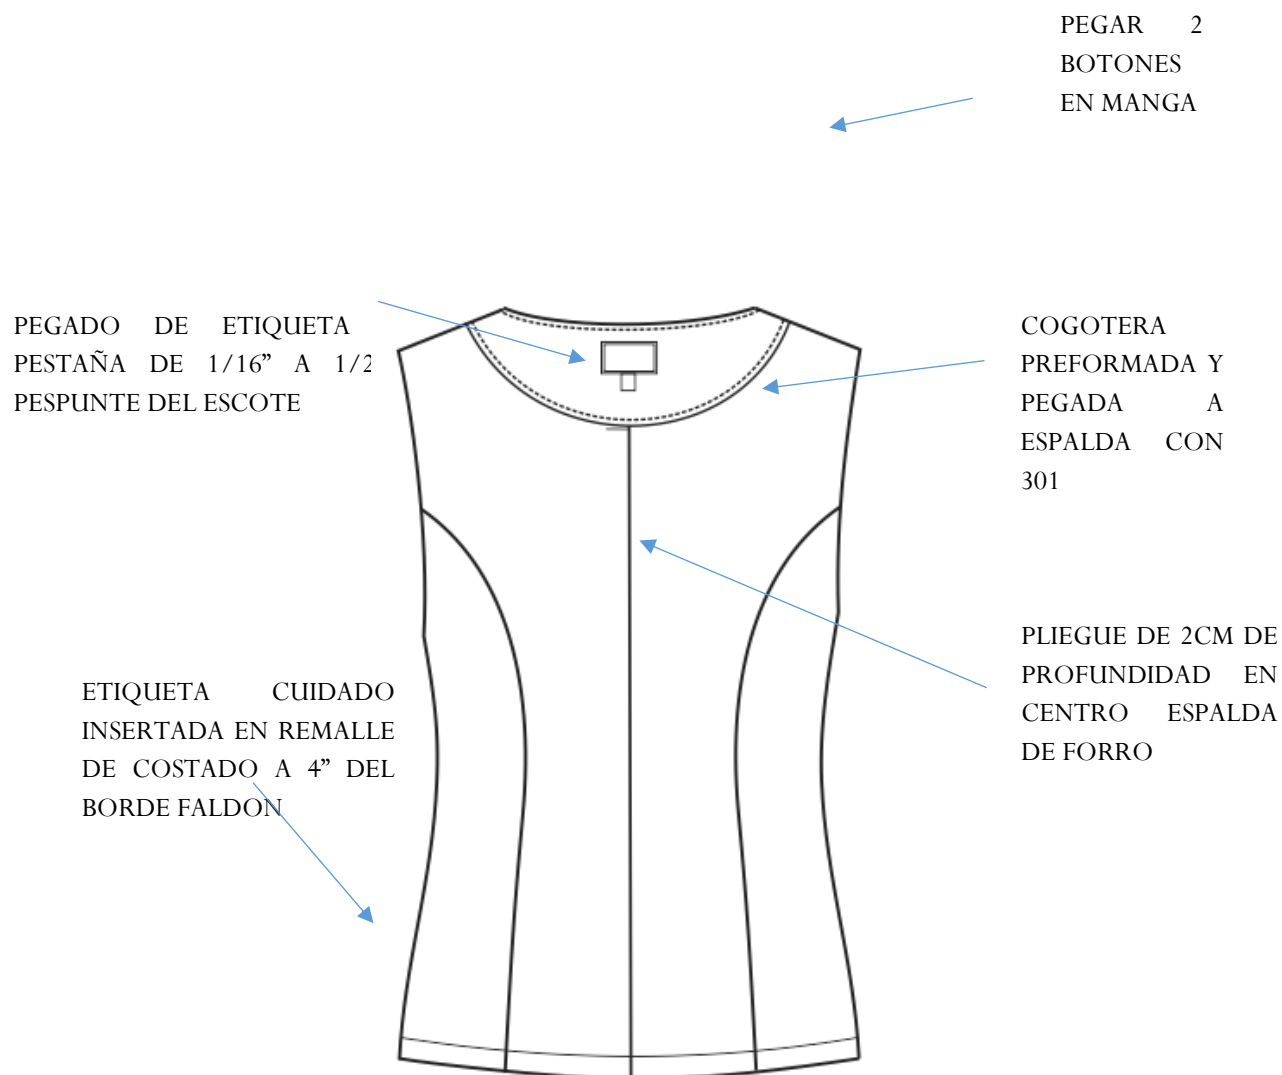 PEGAR 2
BOTONES
EN MANGA
PEGADO DE ETIQUETA
PESTAÑA DE 1/16” A 1/2
PESPUNTE DEL ESCOTE
COGOTERA
PREFORMADA Y
PEGADA A
ESPALDA CON
301
ETIQUETA CUIDADO
INSERTADA EN REMALLE
DE COSTADO A 4” DEL
BORDE FALDON
PLIEGUE DE 2CM DE
PROFUNDIDAD EN
CENTRO ESPALDA
DE FORRO